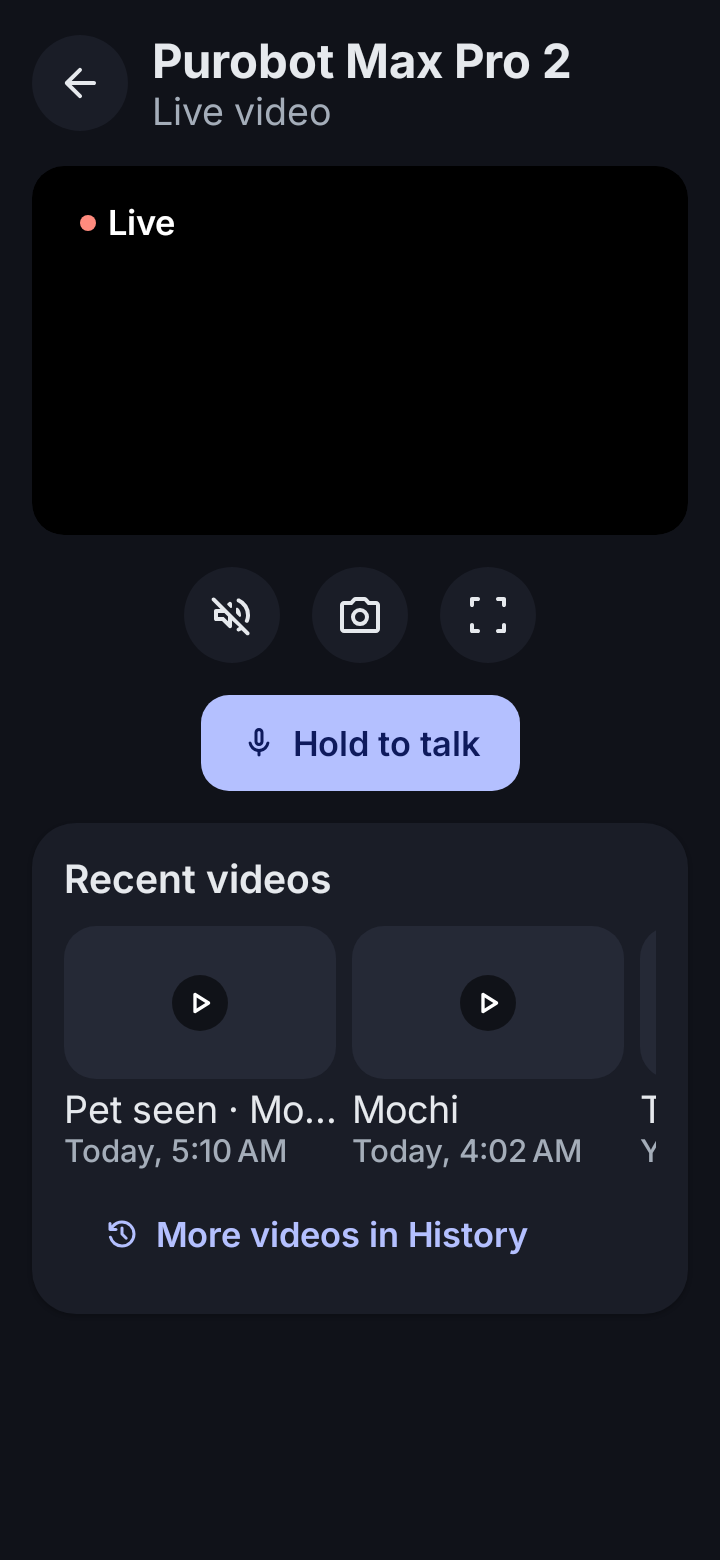 Purobot Max Pro 2
Live video
Live
Hold to talk
Recent videos
Pet seen · Mo...
Mochi
T
Today, 5:10 AM
Today, 4:02 AM
Y
More videos in History